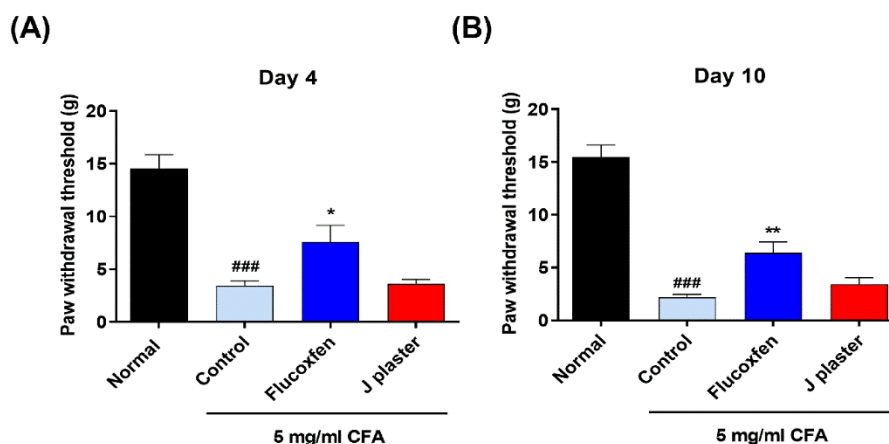 (A)
Day 4
Paw withdrawal threshold (g)
20
15
10
5
0
###
*
Normal
Control
Flucoxfen
J plaster
5 mg/ml CFA
(B)
Day 10
Paw withdrawal threshold (g)
20
15
10
5
0
###
**
Normal
Control
Flucoxfen
J plaster
5 mg/ml CFA